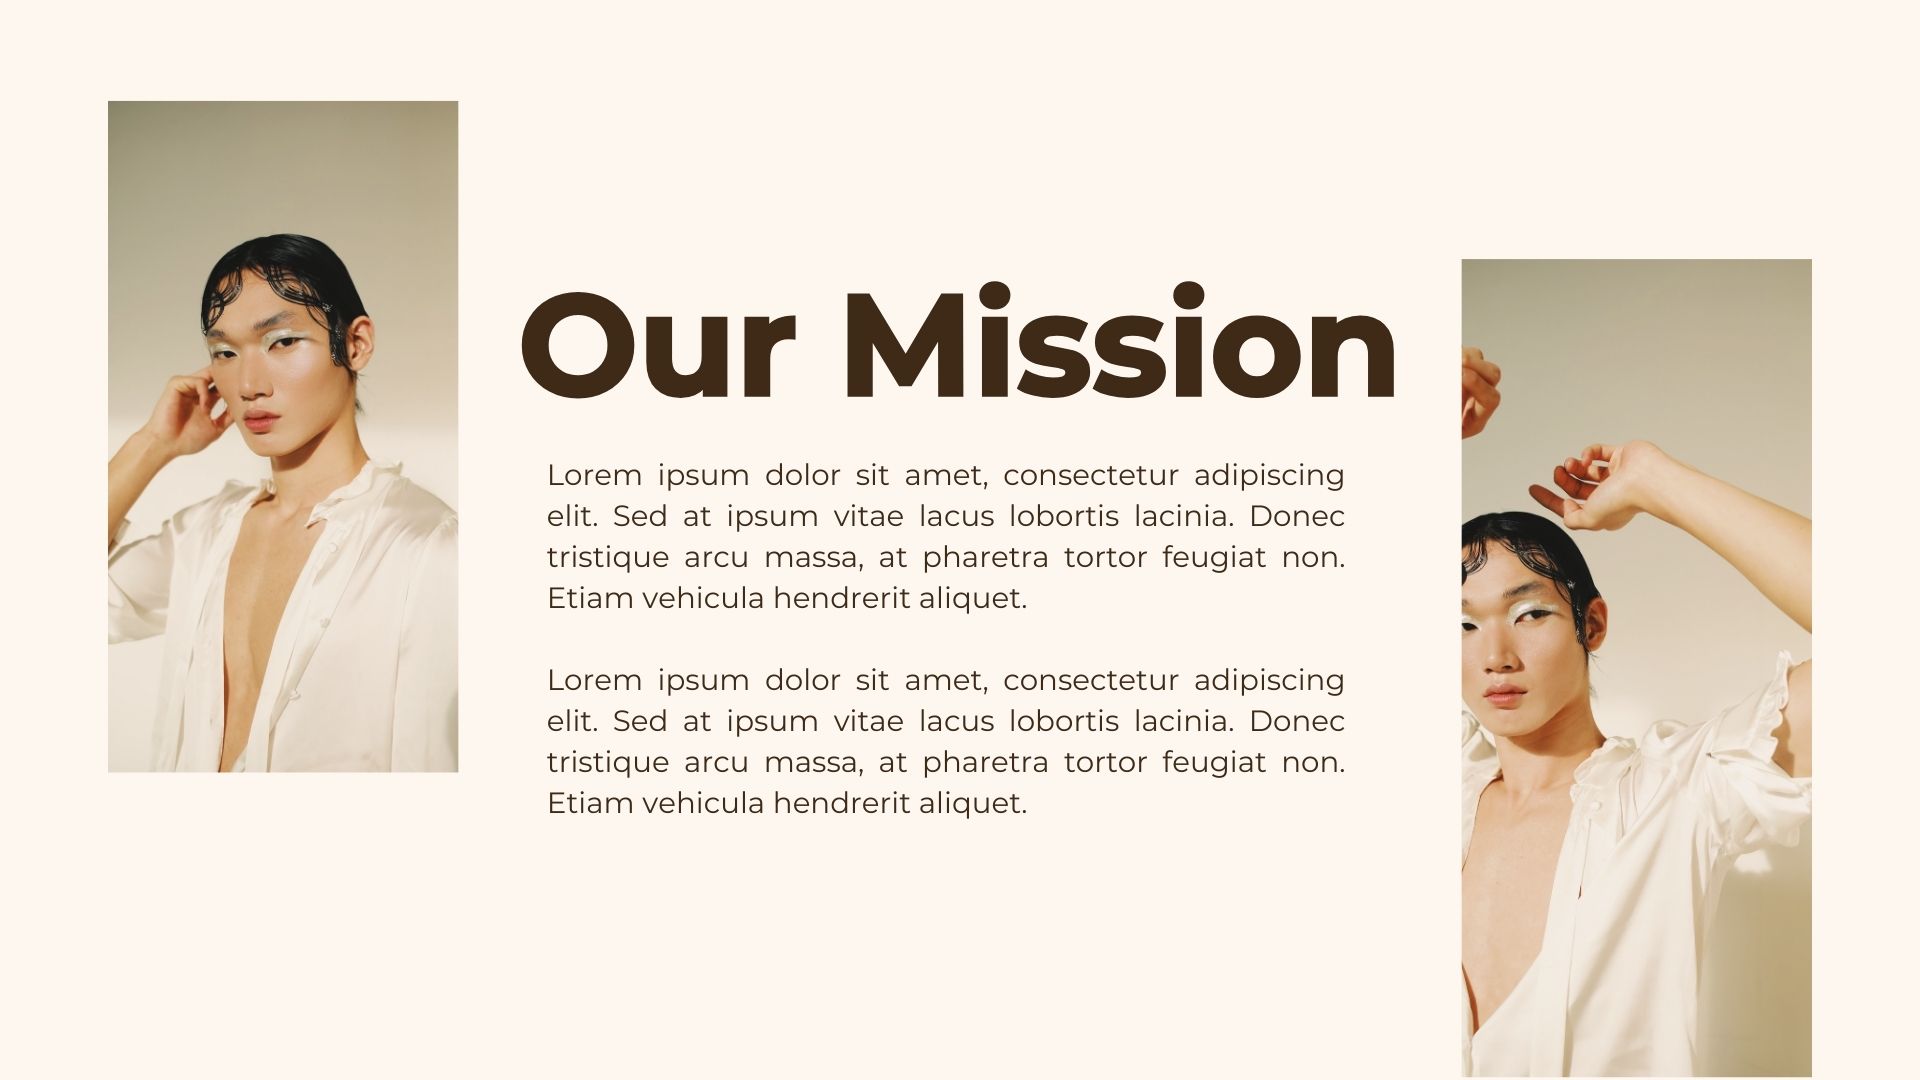 Our Mission
Lorem ipsum dolor sit amet, consectetur adipiscing
elit. Sed at ipsum vitae lacus lobortis lacinia. Donec
tristique arcu massa, at pharetra tortor feugiat non.
Etiam vehicula hendrerit aliquet.
Lorem ipsum dolor sit amet, consectetur adipiscing
elit. Sed at ipsum vitae lacus lobortis lacinia. Donec
tristique arcu massa, at pharetra tortor feugiat non.
Etiam vehicula hendrerit aliquet.